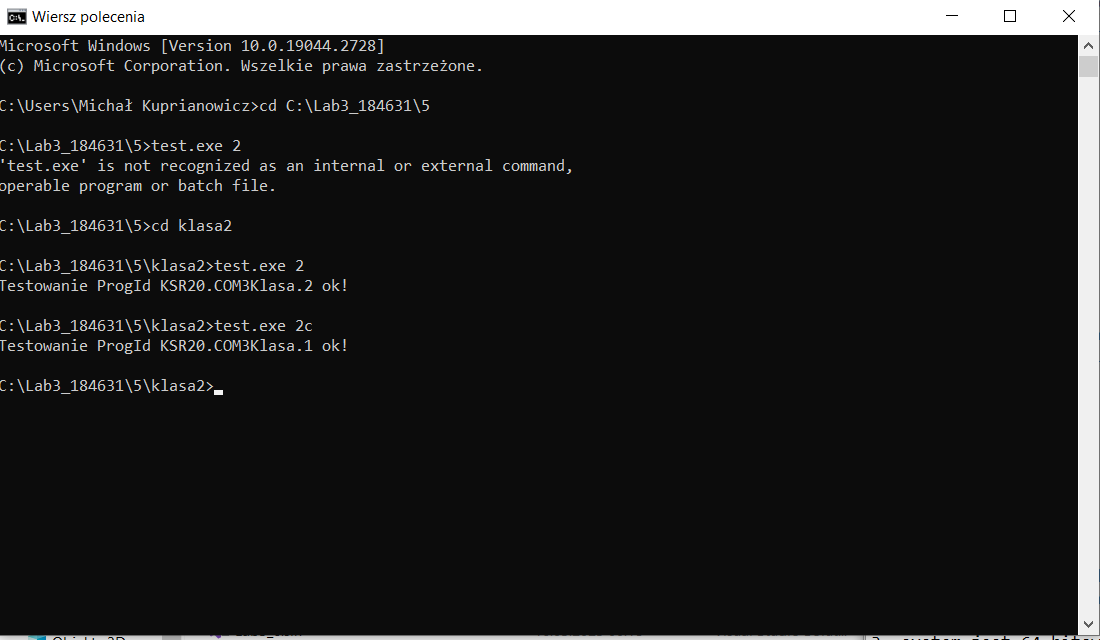 Wiersz polecenia
Microsoft Windows [Version 10.0.19044.2728]
(c) Microsoft Corporation. Wszelkie prawa zastrzeżone.
C:\Users\Michał Kuprianowicz>cd C:\Lab3_184631\5
C:\Lab3_184631\5>test.exe 2
'test.exe' is not recognized as an internal or external command,
operable program or batch file.
C:\Lab3_184631\5>cd klasa2
C:\Lab3_184631\5\klasa2>test.exe 2
Testowanie ProgId KSR20.COM3Klasa.2 ok!
C:\Lab3_184631\5\klasa2>test.exe 2c
Testowanie ProgId KSR20.COM3Klasa.1 ok!
C:\Lab3_184631\5\klasa2>